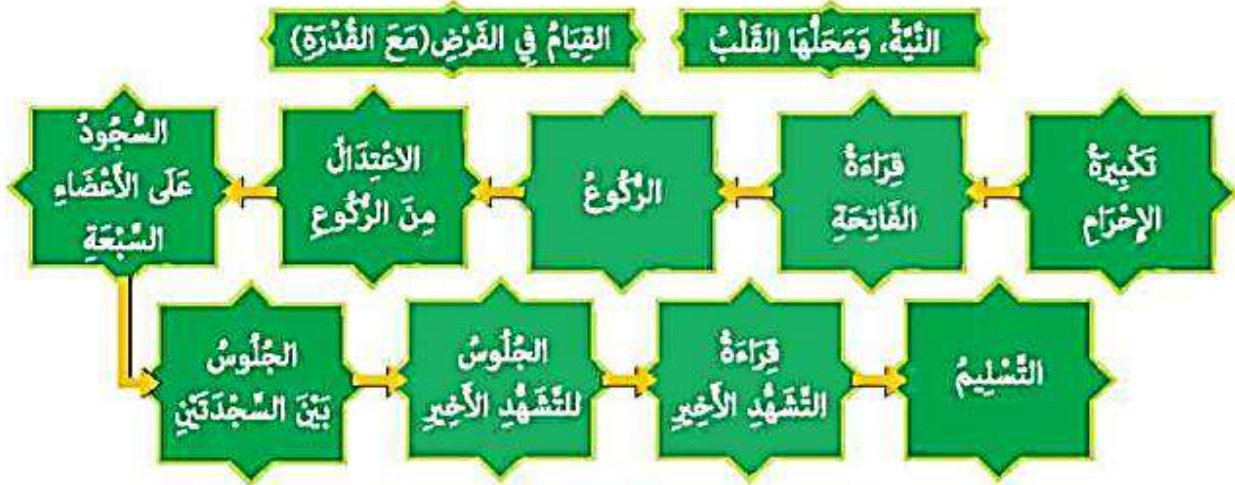 النِّيَّةُ، وَمَحَلُّهَا القَلْبُ
القِيَامُ فِي الفَرْضِ(مَعَ القُدْرَةِ)
تَكْبِيرَةُ
الإِحْرَامِ
قِرَاءَةُ
الفَاتِحَةِ
الرُّكُوعُ
الاعْتِدَالُ
مِنَ الرُّكُوعِ
السُّجُودُ
عَلَى الأَعْضَاءِ
السَّبْعَةِ
الجُلُوسُ
بَيْنَ السَّجْدَتَيْنِ
الجُلُوسُ
للتَّشَهُّدِ الأَخِيرِ
قِرَاءَةُ
التَّشَهُّدِ الأَخِيرِ
التَّسْلِيمُ